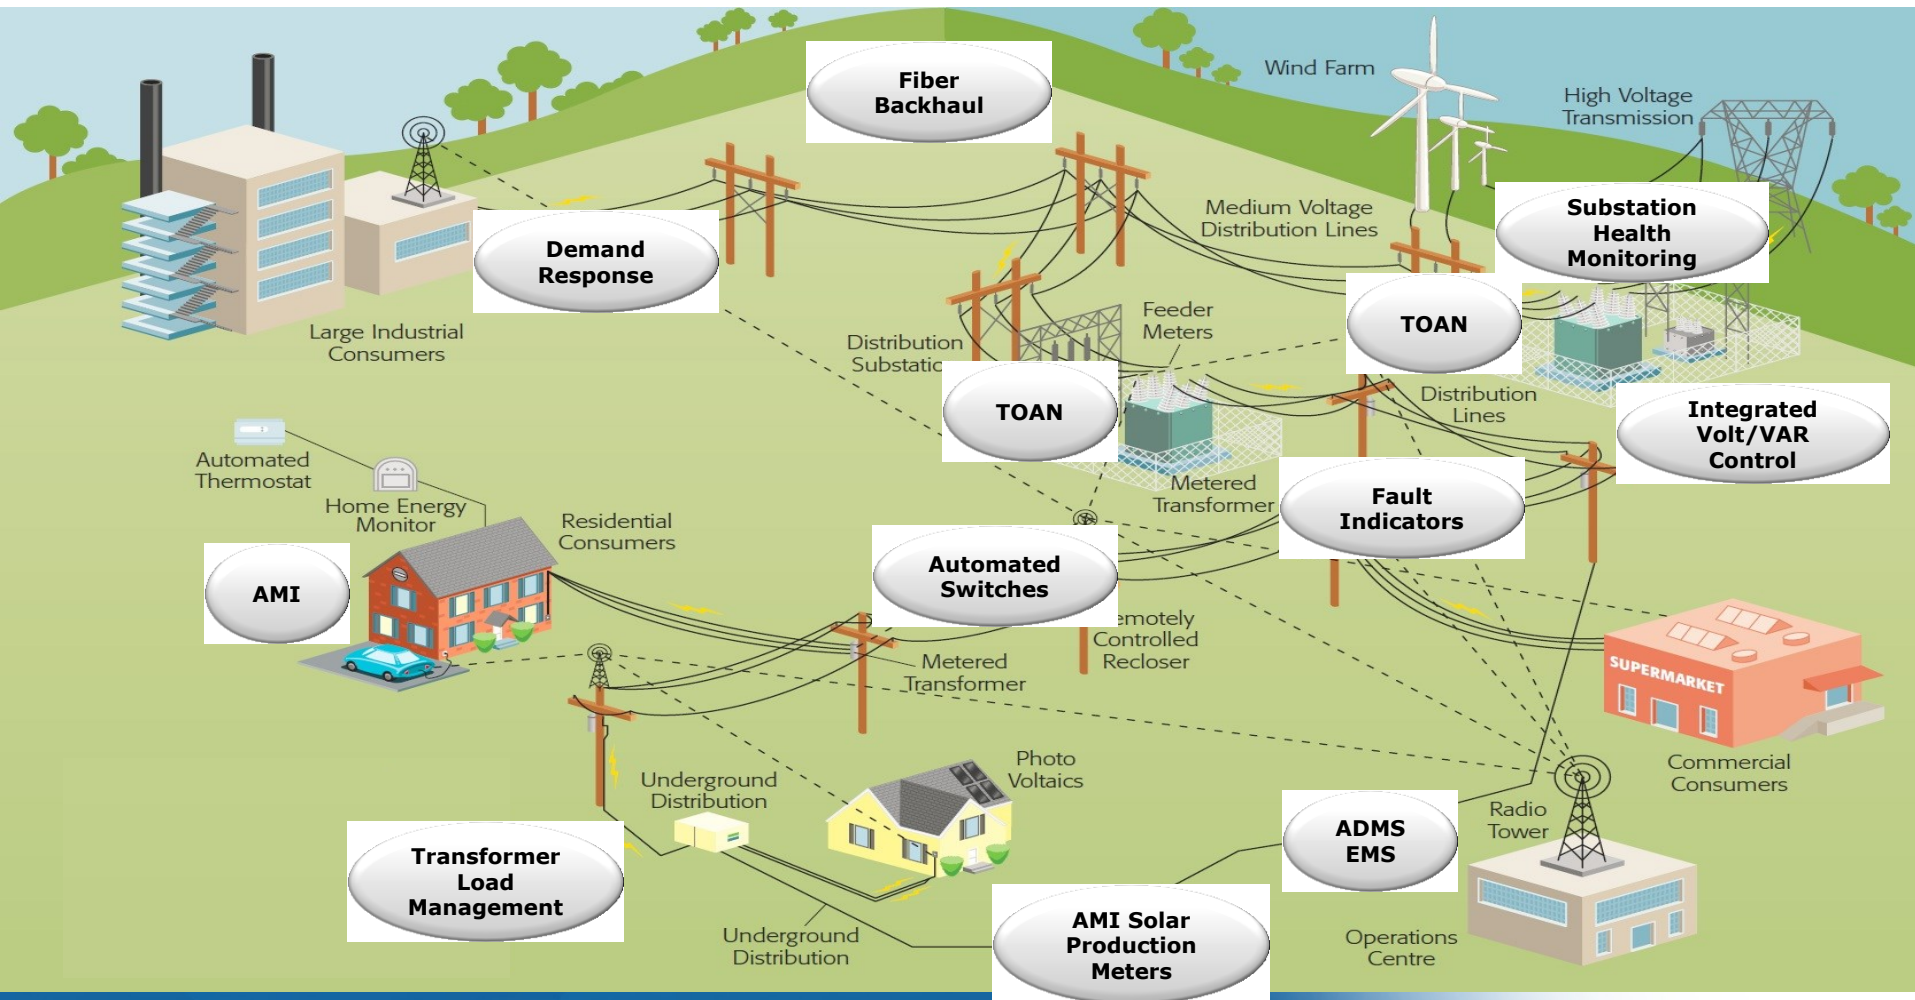 Fiber
Backhaul
Wind Farm
High Voltage
Transmission
Substation
Health
Monitoring
Medium Voltage
Distribution Lines
Demand
Response
Large Industrial
Consumers
Distribution
Feeder
Meters
TOAN
TOAN
Distribution
Lines
Integrated
Volt/VAR
Control
Automated
Thermostat
Home Energy
Monitor
Residential
Consumers
Metered
Transformer
Fault
Indicators
AMI
Automated
Switches
Controlled
Recloser
Metered
Transformer
SUPERMARKET
Commercial
Consumers
Photo
Voltaics
Underground
Distribution
Radio
Tower
ADMS
EMS
Transformer
Load
Management
Underground
Distribution
AMI Solar
Production
Meters
Operations
Centre